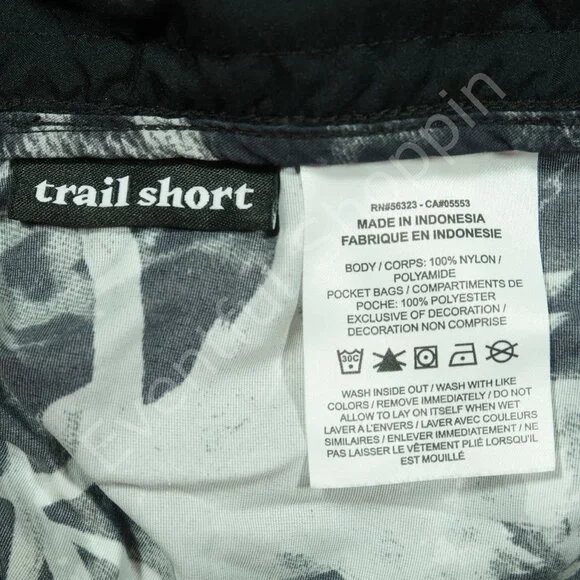 trail short
RN#56323 - CA#05553
MADE IN INDONESIA
FABRIQUE EN INDONESIE
BODY / CORPS: 100% NYLON /
POLYAMIDE
POCKET BAGS / COMPARTIMENTS DE
POCHE: 100% POLYESTER
EXCLUSIVE OF DECORATION /
DECORATION NON COMPRISE
30C
WASH INSIDE OUT / WASH WITH LIKE
COLORS / REMOVE IMMEDIATELY / DO NOT
ALLOW TO LAY ON ITSELF WHEN WET
LAVER A L'ENVERS / LAVER AVEC COULEURS
SIMILAIRES / ENLEVER IMMEDIATEMENT / NE
PAS LAISSER LE VÊTEMENT PLIÉ LORSQU'IL
EST MOUILLÉ